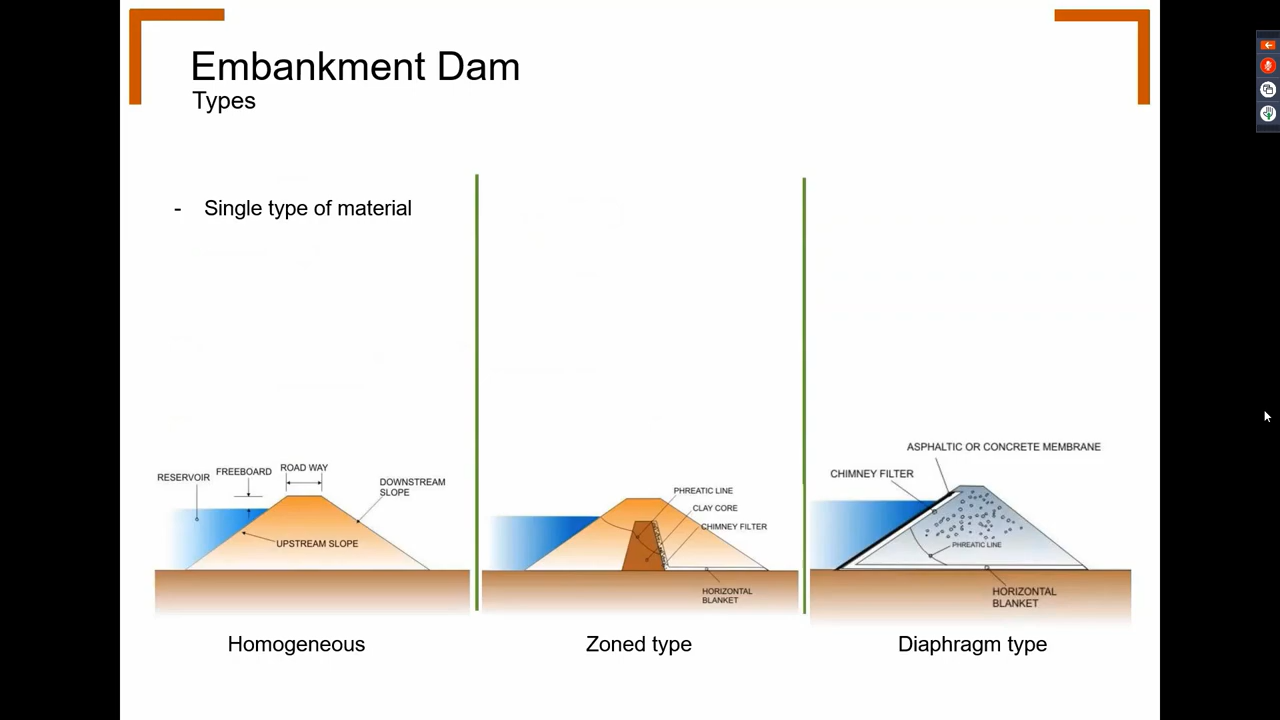 Embankment Dam
Types
- Single type of material
RESERVOIR
FREEBOARD
ROAD WAY
DOWNSTREAM
SLOPE
UPSTREAM SLOPE
Homogeneous
PHREATIC LINE
CLAY CORE
CHIMNEY FILTER
HORIZONTAL
BLANKET
Zoned type
ASPHALTIC OR CONCRETE MEMBRANE
CHIMNEY FILTER
PHREATIC LINE
HORIZONTAL
BLANKET
Diaphragm type